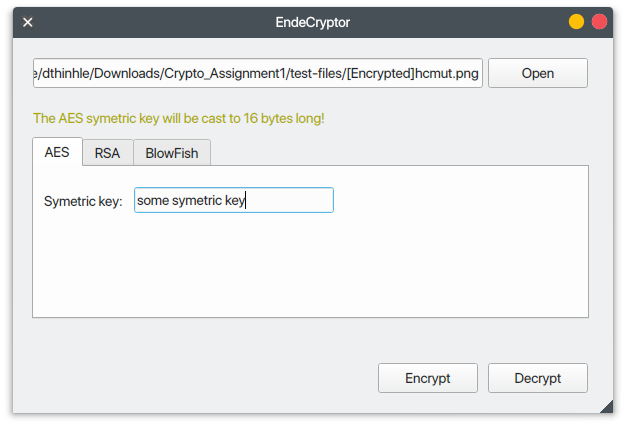 EndeCryptor
e/dthinhle/Downloads/Crypto_Assignment1/test-files/[Encrypted]hcmut.png Open
The AES symetric key will be cast to 16 bytes long!
AES RSA BlowFish
Symetric key: some symetric key
Encrypt Decrypt